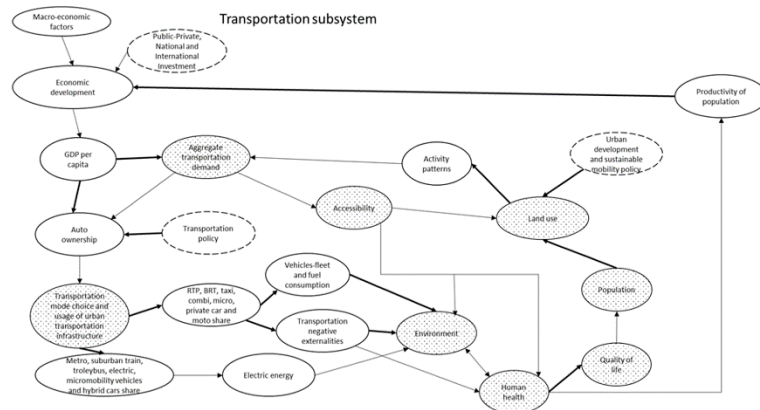 Transportation subsystem
Macro-economic
factors
Public-Private,
National and
International
Investment
Economic
development
Productivity of
population
GDP per
capita
Aggregate
transportation
demand
Activity
patterns
Urban
development
and sustainable
mobility policy
Accessibility
Land use
Auto
ownership
Transportation
policy
Vehicles-fleet
and fuel
consumption
Population
Transportation
mode choice and
usage of urban
transportation
infrastructure
RTP, BRT, taxi,
combi, micro,
private car and
moto share
Transportation
negative
externalities
Environment
Metro, suburban train,
troleybus, electric,
micromobility vehicles
and hybrid cars share
Electric energy
Human
health
Quality of
life